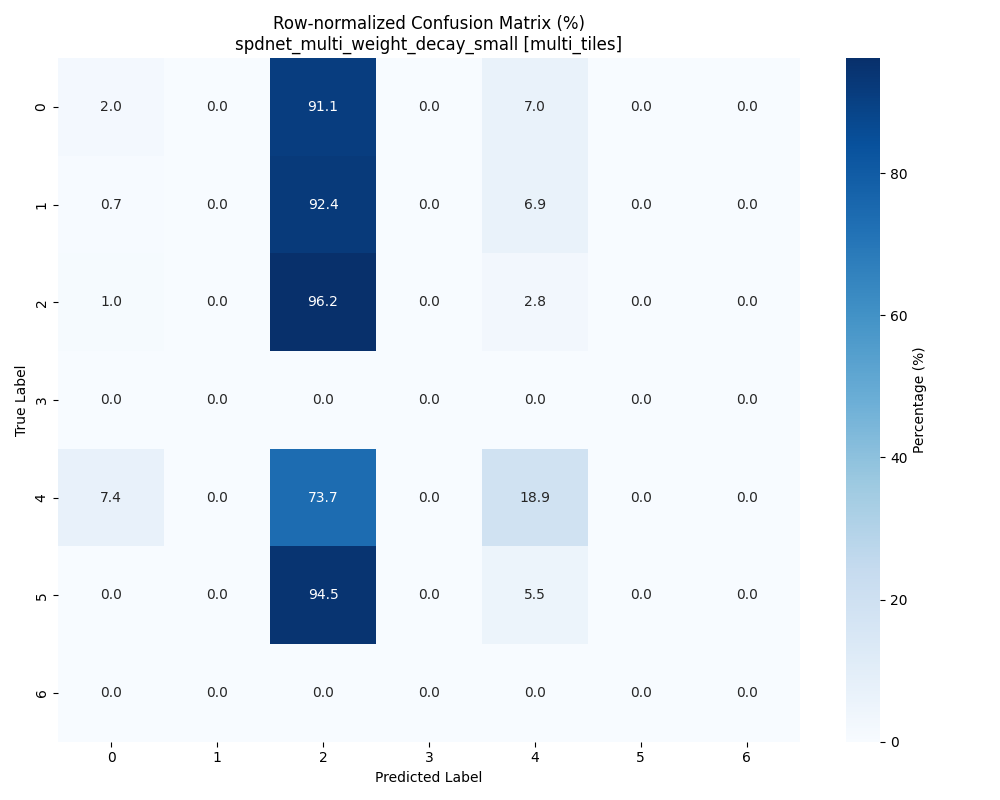 Row-normalized Confusion Matrix (%)
spdnet_multi_weight_decay_small [multi_tiles]
0 2.0 0.0 91.1 0.0 7.0 0.0 0.0
1 0.7 0.0 92.4 0.0 6.9 0.0 0.0
2 1.0 0.0 96.2 0.0 2.8 0.0 0.0
3 0.0 0.0 0.0 0.0 0.0 0.0 0.0
4 7.4 0.0 73.7 0.0 18.9 0.0 0.0
5 0.0 0.0 94.5 0.0 5.5 0.0 0.0
6 0.0 0.0 0.0 0.0 0.0 0.0 0.0
0 1 2 3 4 5 6
Predicted Label
True Label
80
60
40
20
0
Percentage (%)